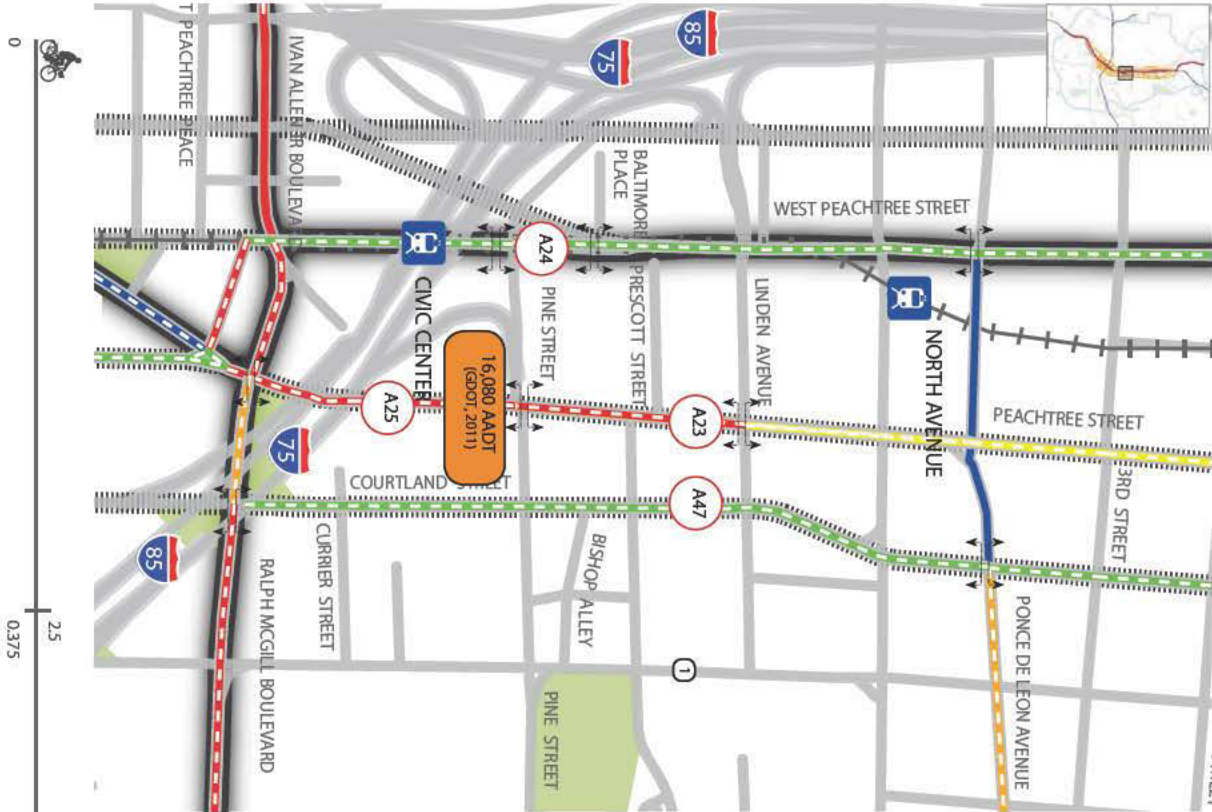 85
75
T PEACHTREE PEACE
IVAN ALLEN JR BOULEVARD
BALTIMORE
PLACE
WEST PEACHTREE STREET
A24
PINE STREET
PRESCOTT STREET
LINDEN AVENUE
CIVIC CENTER
NORTH AVENUE
16,080 AADT
(GDOT, 2011)
A25
A23
PEACHTREE STREET
3RD STREET
75
COURTLAND STREET
A47
85
CURRIER STREET
BISHOP ALLEY
RALPH MCGILL BOULEVARD
PONCE DE LEON AVENUE
1
PINE STREET
0
2.5
0.375